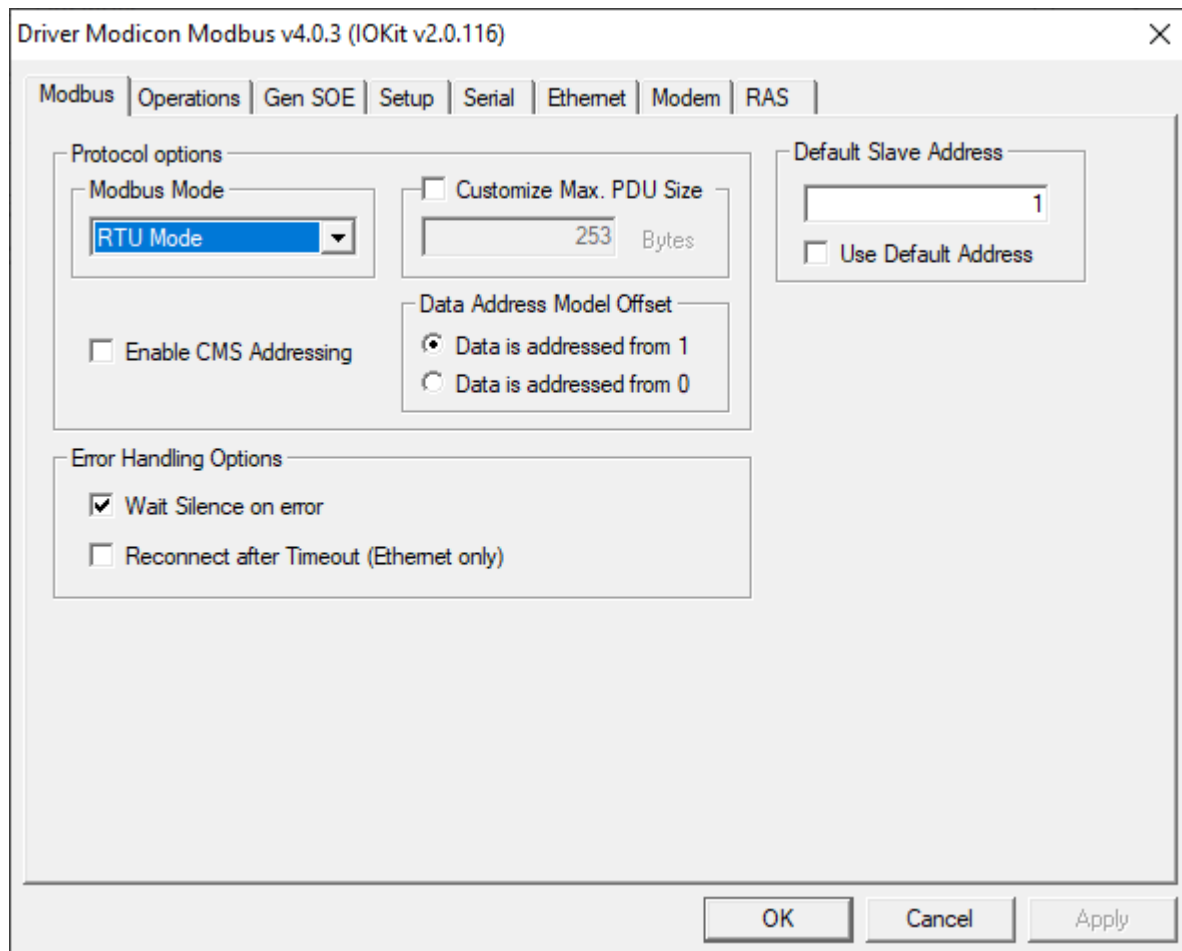 Driver Modicon Modbus v4.0.3 (IOKit v2.0.116)
Modbus Operations Gen SOE Setup Serial Ethernet Modem RAS
Protocol options
Modbus Mode
RTU Mode
Customize Max. PDU Size
253 Bytes
Enable CMS Addressing
Data Address Model Offset
Data is addressed from 1
Data is addressed from 0
Default Slave Address
1
Use Default Address
Error Handling Options
Wait Silence on error
Reconnect after Timeout (Ethernet only)
OK Cancel Apply